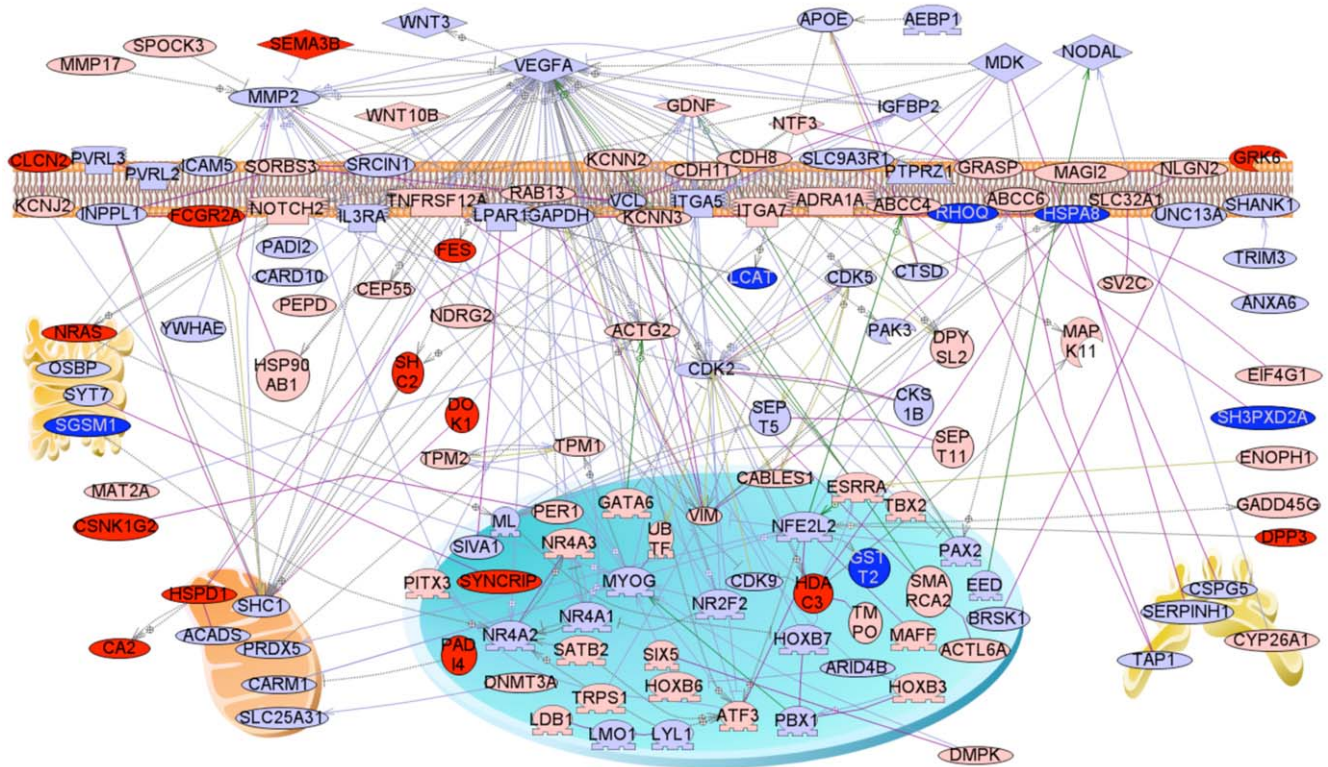 WNT3
APOE
AEBP1
SPOCK3
SEMA3B
MMP17
VEGFA
MDK
NODAL
MMP2
WNT10B
GDNF
NTF3
IGFBP2
CLCN2
PVRL3
PVRL2
ICAM5
SORBS3
SRCIN1
KCNN2
CDH11
CDH8
SLC9A3R1
PTPRZ1
GRASP
MAGI2
NLGN2
GRK6
KCNJ2
INPPL1
FCGR2A
NOTCH2
IL3RA
TNFRSF12A
LPAR1
RAB13
GAPDH
VCL
KCNN3
ITGA5
ITGA7
ADRA1A
ABCC4
RHOQ
ABCC6
HSPA8
SLC32A1
UNC13A
SHANK1
PADI2
CARD10
PEPD
CEP55
FES
LCAT
CDK5
CTSD
SV2C
TRIM3
ANXA6
NRAS
YWHAE
NDRG2
ACTG2
PAK3
DPY
SL2
MAP
K11
OSBP
HSP90
AB1
SH
C2
CDK2
EIF4G1
SYT7
CKS
1B
SGSM1
DO
K1
SEP
T5
SH3PXD2A
SEP
T11
TPM1
TPM2
ENOPH1
MAT2A
CABLES1
ESRRA
GATA6
TBX2
GADD45G
CSNK1G2
PER1
VIM
ML
NFE2L2
DPP3
SIVA1
NR4A3
UB
TF
PAX2
GST
T2
PITX3
SYNCRIP
MYOG
CDK9
HDA
C3
SMA
RCA2
EED
HSPD1
SHC1
NR2F2
CSPG5
SERPINH1
NR4A1
TM
PO
BRSK1
ACADS
NR4A2
HOXB7
MAFF
CYP26A1
CA2
PRDX5
PAD
I4
SATB2
SIX5
ACTL6A
TAP1
CARM1
DNMT3A
ARID4B
HOXB6
HOXB3
TRPS1
SLC25A31
LDB1
ATF3
PBX1
LMO1
LYL1
DMPK